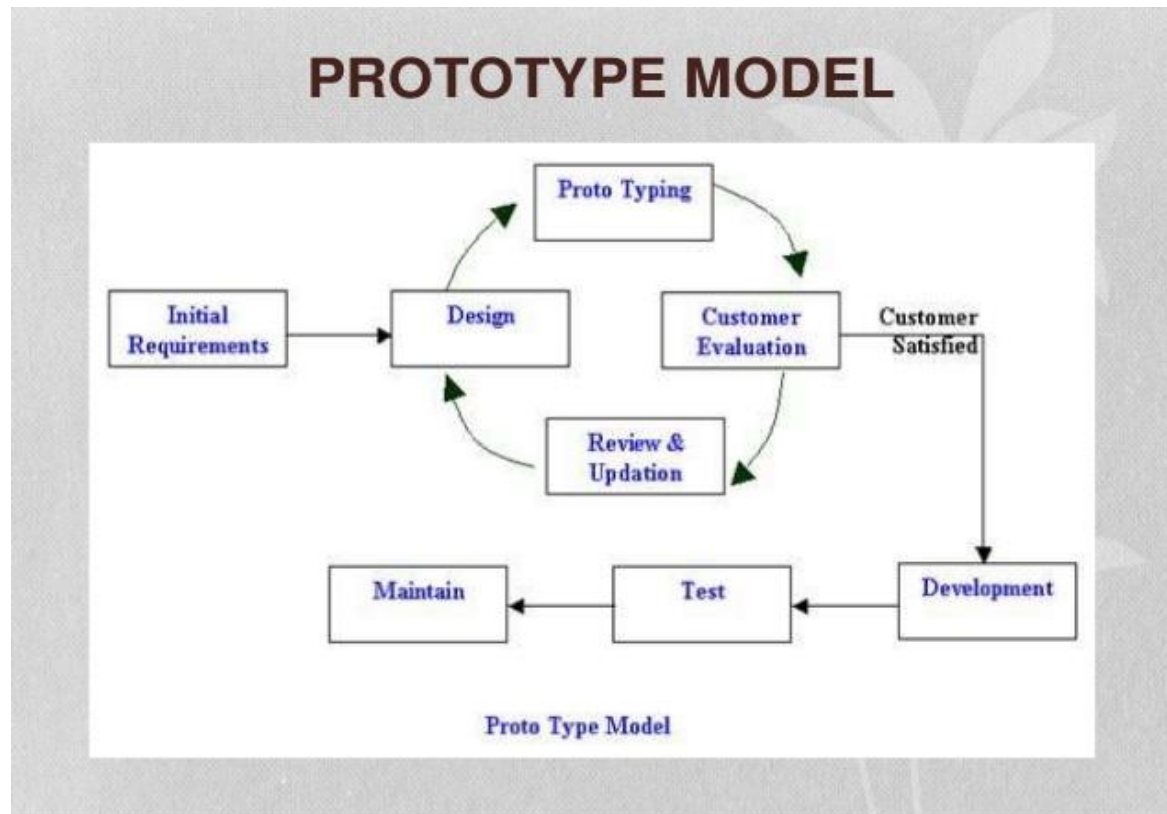 PROTOTYPE MODEL
Proto Typing
Initial
Requirements
Design
Customer
Evaluation
Customer
Satisfied
Review &
Updation
Maintain
Test
Development
Proto Type Model